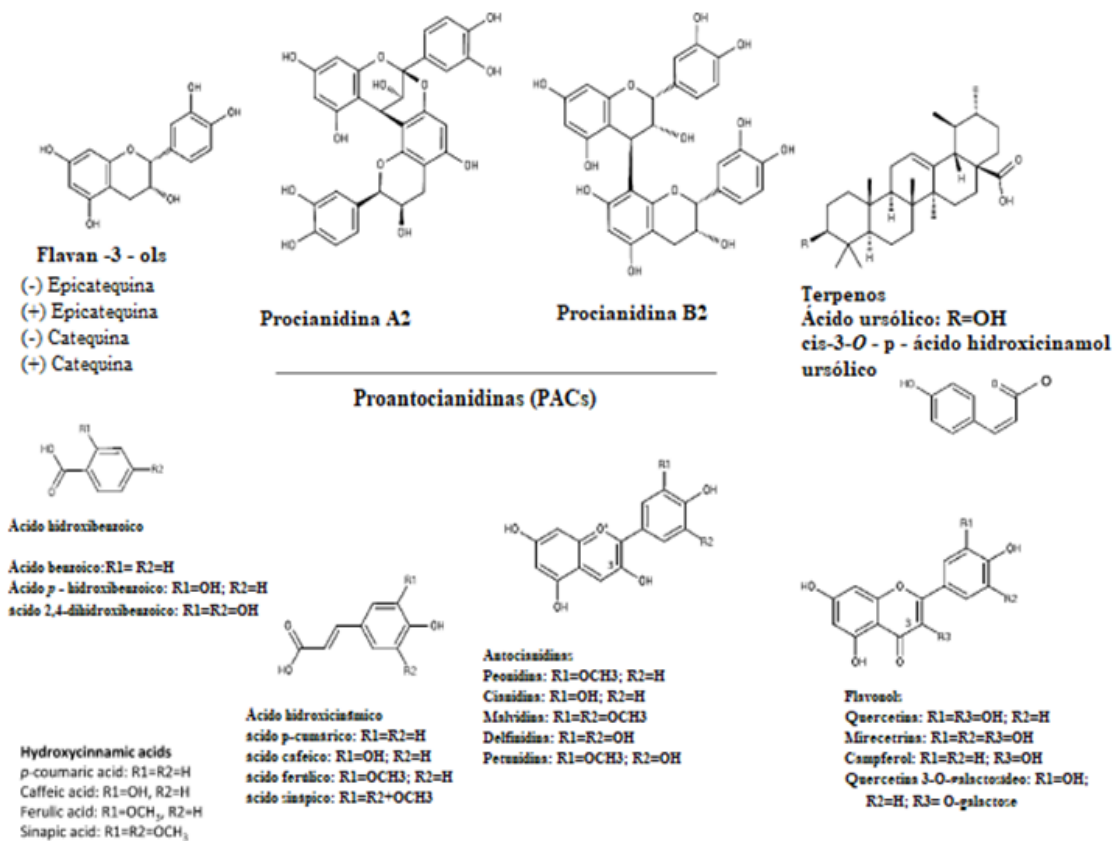 Flavan -3 - ols
(-) Epicatequina
(+) Epicatequina
(-) Catequina
(+) Catequina
Procianidina A2
Procianidina B2
Proantocianidinas (PACs)
Terpenos
Ácido ursólico: R=OH
cis-3-O - p - ácido hidroxicinamol
ursólico
Ácido hidroxibenzoico
Ácido benzoico: R1= R2=H
Ácido p - hidroxibenzoico: R1=OH; R2=H
ácido 2,4-dihidroxibenzoico: R1=R2=OH
Ácido hidroxicinámico
ácido p-cumárico: R1=R2=H
ácido cafeico: R1=OH; R2=H
ácido ferúlico: R1=OCH3; R2=H
ácido sinápico: R1=R2+OCH3
Hydroxycinnamic acids
p-coumaric acid: R1=R2=H
Caffeic acid: R1=OH, R2=H
Ferulic acid: R1=OCH3, R2=H
Sinapic acid: R1=R2=OCH3
Antocianidinas
Peonidina: R1=OCH3; R2=H
Cianidina: R1=OH; R2=H
Malvidina: R1=R2=OCH3
Delfinidina: R1=R2=OH
Petunidina: R1=OCH3; R2=OH
Flavonols
Quercetina: R1=R3=OH; R2=H
Mirecetrina: R1=R2=R3=OH
Campferol: R1=R2=H; R3=OH
Quercetina 3-O-galactosideo: R1=OH;
R2=H; R3= O-galactose